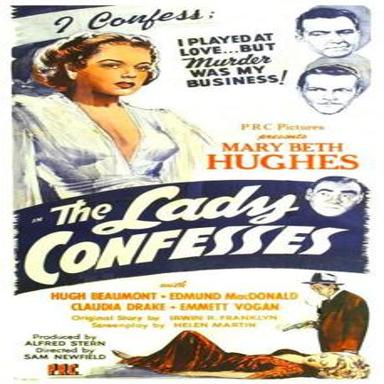 I Confess:
I PLAYED AT
LOVE...BUT
Murder
WAS MY
BUSINESS!
PRC Pictures
presents
MARY BETH
HUGHES
IN The Lady
CONFESSES
with
HUGH BEAUMONT · EDMUND MacDONALD
CLAUDIA DRAKE · EMMETT VOGAN
Original Story by IRWIN R. FRANKLYN
Screenplay by HELEN MARTIN
Produced by
ALFRED STERN
Directed by
SAM NEWFIELD
PRC